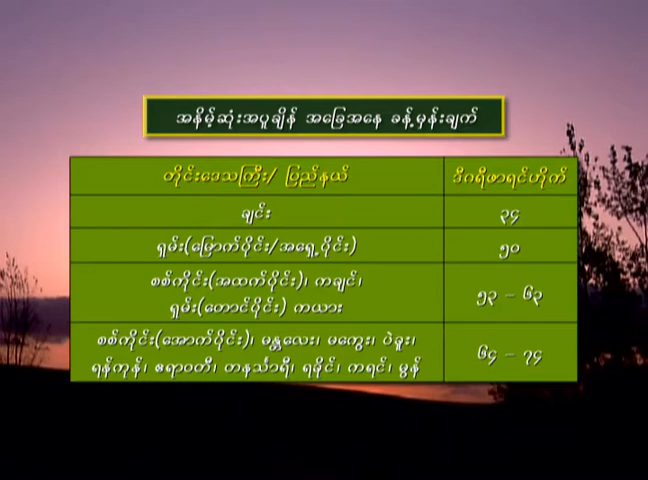 အနိမ့်ဆုံးအပူချိန် အခြေအနေ ခန့်မှန်းချက်
တိုင်းဒေသကြီး/ ပြည်နယ်
ဒီဂရီဖာရင်ဟိုက်
ချင်း
၃၄
ရှမ်း(မြောက်ပိုင်း/အရှေ့ပိုင်း)
၅၀
စစ်ကိုင်း(အထက်ပိုင်း)၊ ကချင်၊
ရှမ်း(တောင်ပိုင်း) ကယား
၅၃ – ၆၃
စစ်ကိုင်း(အောက်ပိုင်း)၊ မန္တလေး၊ မကွေး၊ ပဲခူး၊
ရန်ကုန်၊ ဧရာဝတီ၊ တနင်္သာရီ၊ ရခိုင်၊ ကရင်၊ မွန်
၆၄ – ၇၄